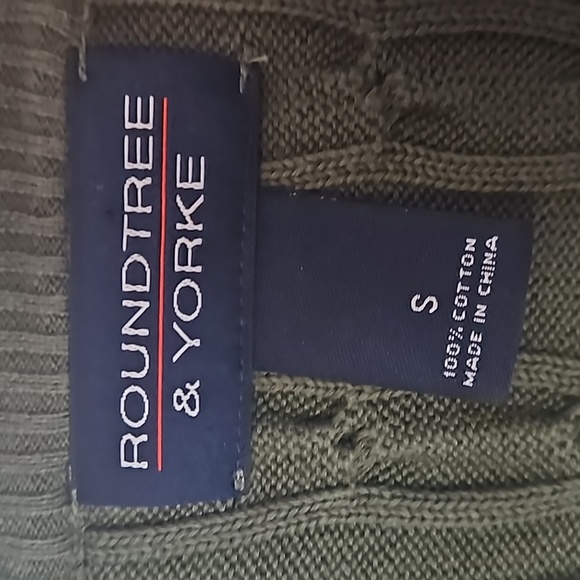 ROUNDTREE
& YORKE
S
100% COTTON
MADE IN CHINA